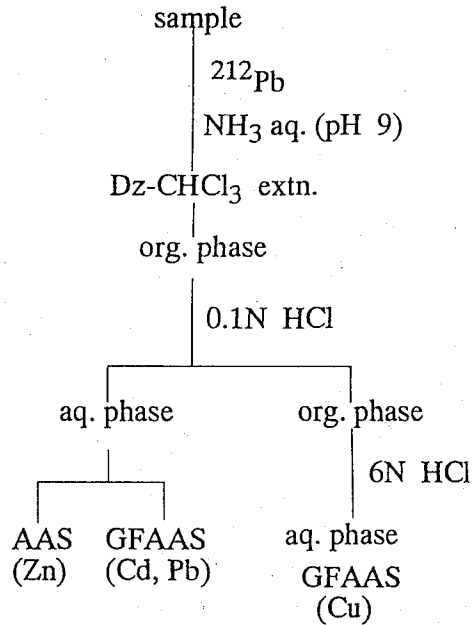 sample
²¹²Pb
NH₃ aq. (pH 9)
Dz-CHCl₃ extn.
org. phase
0.1N HCl
aq. phase
org. phase
6N HCl
AAS
(Zn)
GFAAS
(Cd, Pb)
aq. phase
GFAAS
(Cu)